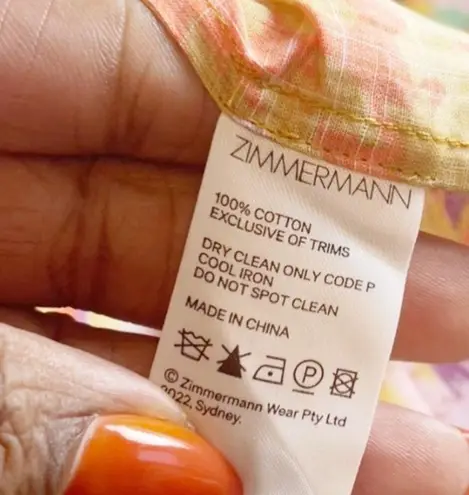 ZIMMERMANN
100% COTTON
EXCLUSIVE OF TRIMS
DRY CLEAN ONLY CODE P
COOL IRON
DO NOT SPOT CLEAN
MADE IN CHINA
P
© Zimmermann Wear Pty Ltd
2022, Sydney.